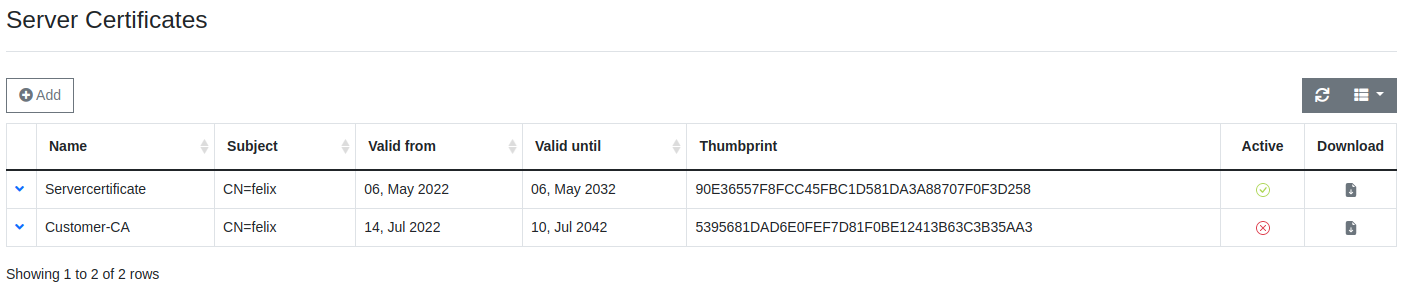 Server Certificates
Add
Name Subject Valid from Valid until Thumbprint Active Download
Servercertificate CN=felix 06, May 2022 06, May 2032 90E36557F8FCC45FBC1D581DA3A88707F0F3D258
Customer-CA CN=felix 14, Jul 2022 10, Jul 2042 5395681DAD6E0FEF7D81F0BE12413B63C3B35AA3
Showing 1 to 2 of 2 rows